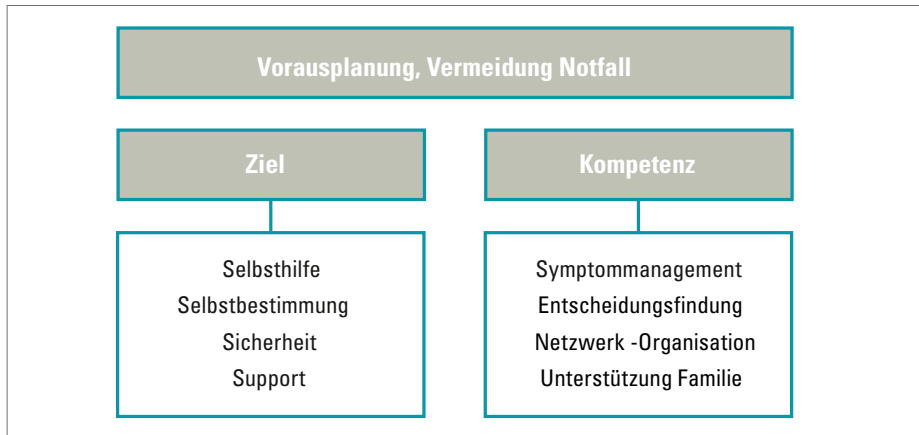 Vorausplanung, Vermeidung Notfall
Ziel
Selbsthilfe
Selbstbestimmung
Sicherheit
Support
Kompetenz
Symptommanagement
Entscheidungsfindung
Netzwerk -Organisation
Unterstützung Familie